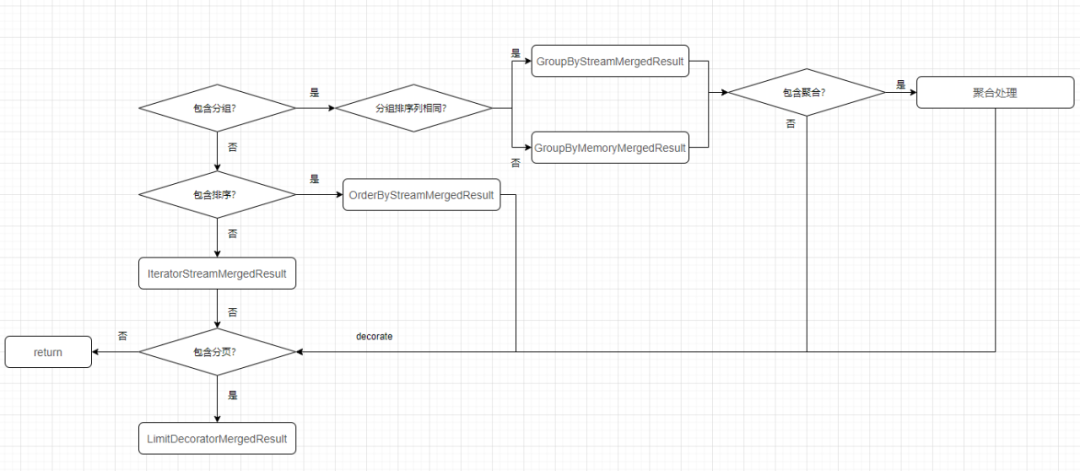 包含分组?
是
分组排序列相同?
是
GroupByStreamMergedResult
否
GroupByMemoryMergedResult
包含聚合?
是
聚合处理
否
否
包含排序?
是
OrderByStreamMergedResult
否
IteratorStreamMergedResult
否
decorate
包含分页?
否
return
是
LimitDecoratorMergedResult